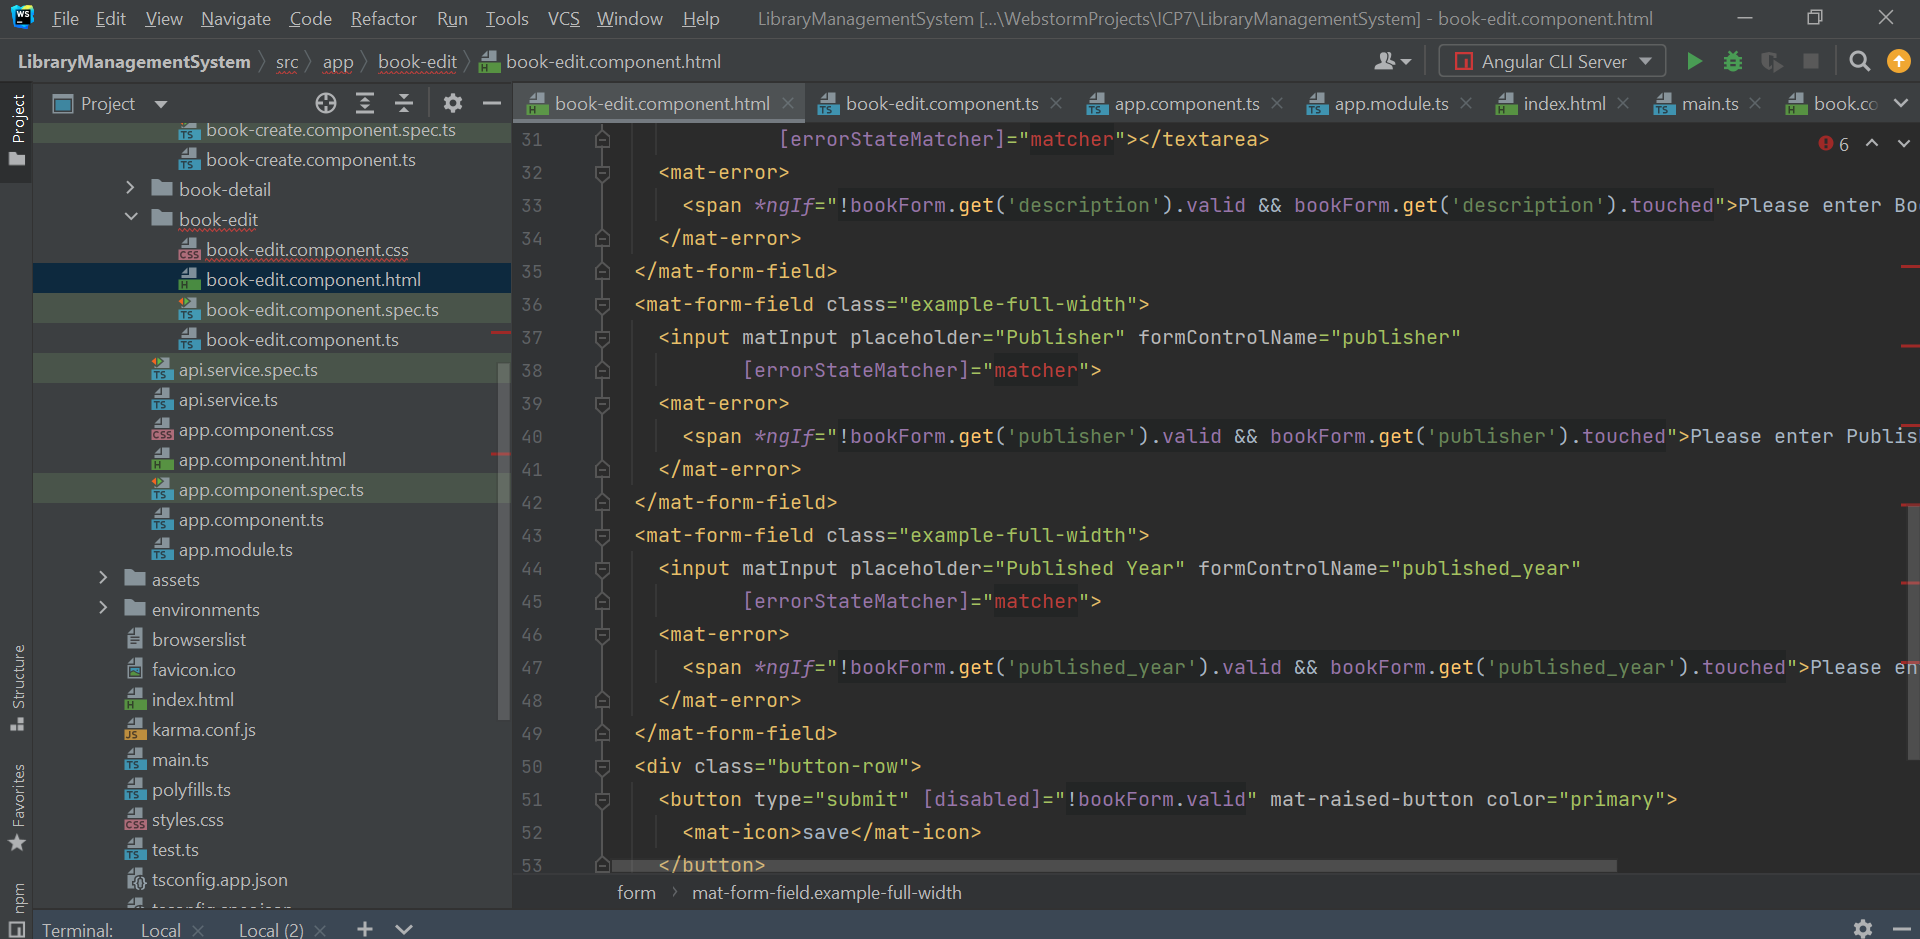 File Edit View Navigate Code Refactor Run Tools VCS Window Help LibraryManagementSystem [...\WebstormProjects\ICP7\LibraryManagementSystem] - book-edit.component.html
LibraryManagementSystem src app book-edit book-edit.component.html Angular CLI Server
Project
book-edit.component.html book-edit.component.ts app.component.ts app.module.ts index.html main.ts book.co
Project
book-create.component.spec.ts
book-create.component.ts
book-detail
book-edit
book-edit.component.css
book-edit.component.html
book-edit.component.spec.ts
book-edit.component.ts
api.service.spec.ts
api.service.ts
app.component.css
app.component.html
app.component.spec.ts
app.component.ts
app.module.ts
assets
environments
browserslist
favicon.ico
index.html
karma.conf.js
main.ts
polyfills.ts
styles.css
test.ts
tsconfig.app.json
Structure
Favorites
npm
6
31 [errorStateMatcher]="matcher"></textarea>
32 <mat-error>
33 <span *ngIf="!bookForm.get('description').valid && bookForm.get('description').touched">Please enter Bo
34 </mat-error>
35 </mat-form-field>
36 <mat-form-field class="example-full-width">
37 <input matInput placeholder="Publisher" formControlName="publisher"
38 [errorStateMatcher]="matcher">
39 <mat-error>
40 <span *ngIf="!bookForm.get('publisher').valid && bookForm.get('publisher').touched">Please enter Publis
41 </mat-error>
42 </mat-form-field>
43 <mat-form-field class="example-full-width">
44 <input matInput placeholder="Published Year" formControlName="published_year"
45 [errorStateMatcher]="matcher">
46 <mat-error>
47 <span *ngIf="!bookForm.get('published_year').valid && bookForm.get('published_year').touched">Please en
48 </mat-error>
49 </mat-form-field>
50 <div class="button-row">
51 <button type="submit" [disabled]="!bookForm.valid" mat-raised-button color="primary">
52 <mat-icon>save</mat-icon>
53 </button>
form mat-form-field.example-full-width
Terminal: Local Local (2)